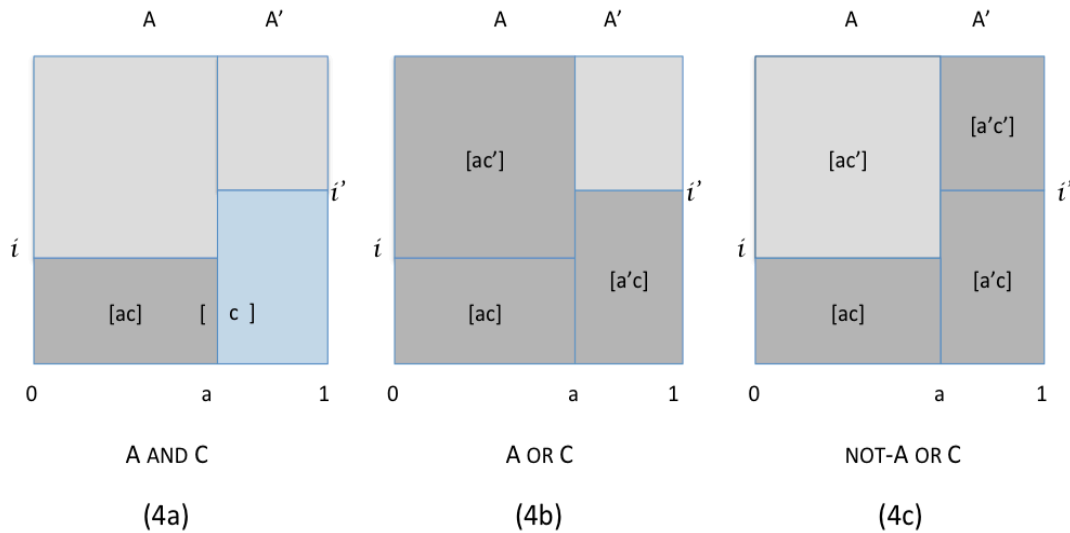 A A’ A A’ A A’
[ac’] [ac’] [a’c’]
i’ i’ i’
i i i
[a’c] [a’c]
[ac] [ c ] [ac] [ac]
0 a 1 0 a 1 0 a 1
A AND C A OR C NOT-A OR C
(4a) (4b) (4c)